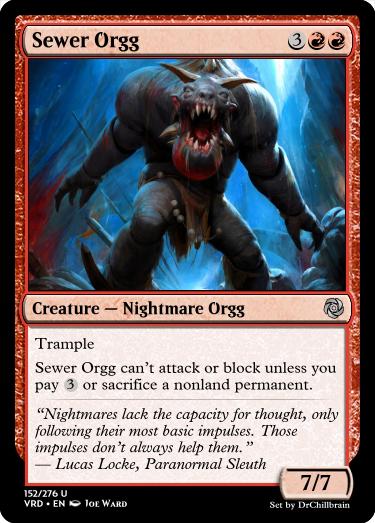 Sewer Orgg 3
Creature — Nightmare Orgg
Trample
Sewer Orgg can't attack or block unless you
pay 3 or sacrifice a nonland permanent.
“Nightmares lack the capacity for thought, only
following their most basic impulses. Those
impulses don't always help them.”
— Lucas Locke, Paranormal Sleuth
7/7
152/276 U
VRD • EN Joe Ward
Set by DrChillbrain